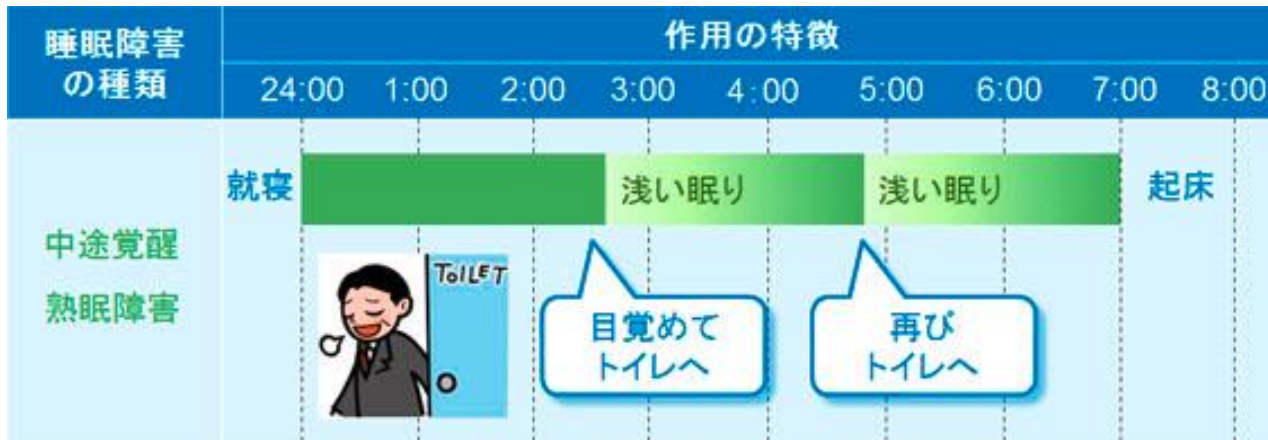 睡眠障害
の種類
作用の特徴
24:00 1:00 2:00 3:00 4:00 5:00 6:00 7:00 8:00
就寝
浅い眠り
浅い眠り
起床
中途覚醒
熟眠障害
TOILET
目覚めて
トイレへ
再び
トイレへ